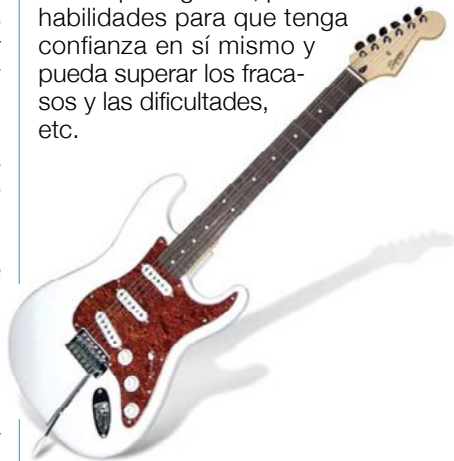 habilidades para que tenga
confianza en sí mismo y
pueda superar los fraca-
sos y las dificultades,
etc.